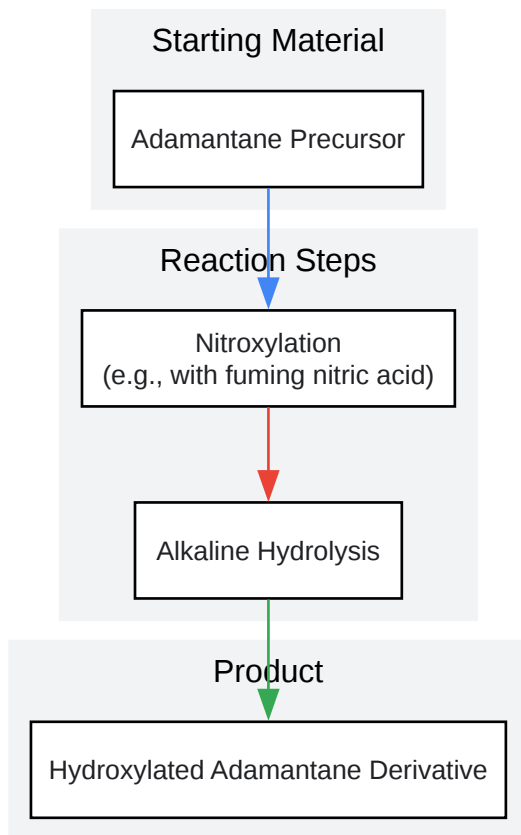 Starting Material
Adamantane Precursor
Reaction Steps
Nitroxylation
(e.g., with fuming nitric acid)
Alkaline Hydrolysis
Product
Hydroxylated Adamantane Derivative